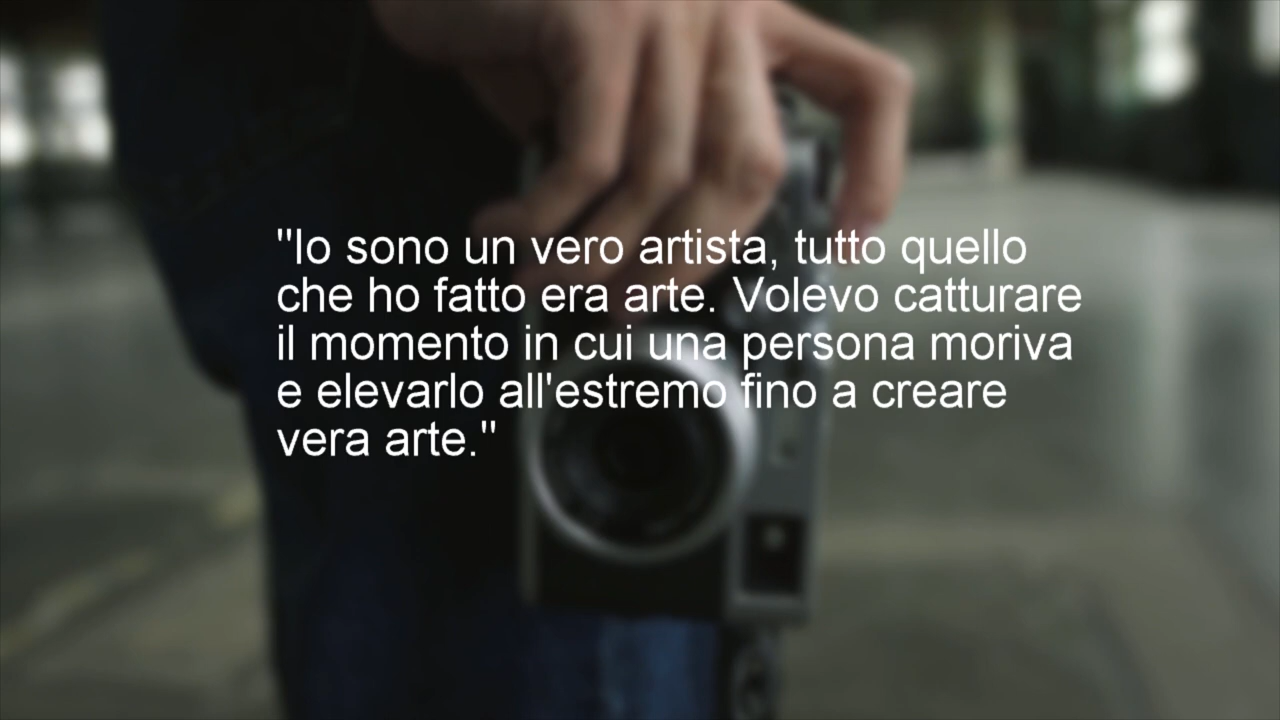 "Io sono un vero artista, tutto quello
che ho fatto era arte. Volevo catturare
il momento in cui una persona moriva
e elevarlo all'estremo fino a creare
vera arte."